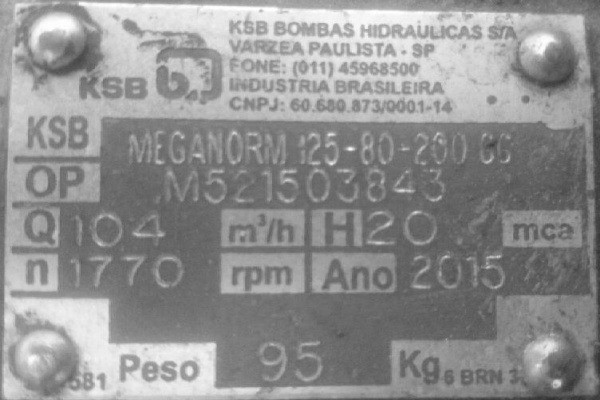 KSB BOMBAS HIDRAULICAS S/A
VARZEA PAULISTA - SP
FONE: (011) 45968500
INDUSTRIA BRASILEIRA
CNPJ: 60.680.873/0001-14
KSB
KSB MEGANORM 125-80-200 GG
OP M521503843
Q 104 m³/h H 20 mca
n 1770 rpm Ano 2015
581 Peso 95 Kg 6 BRN 3